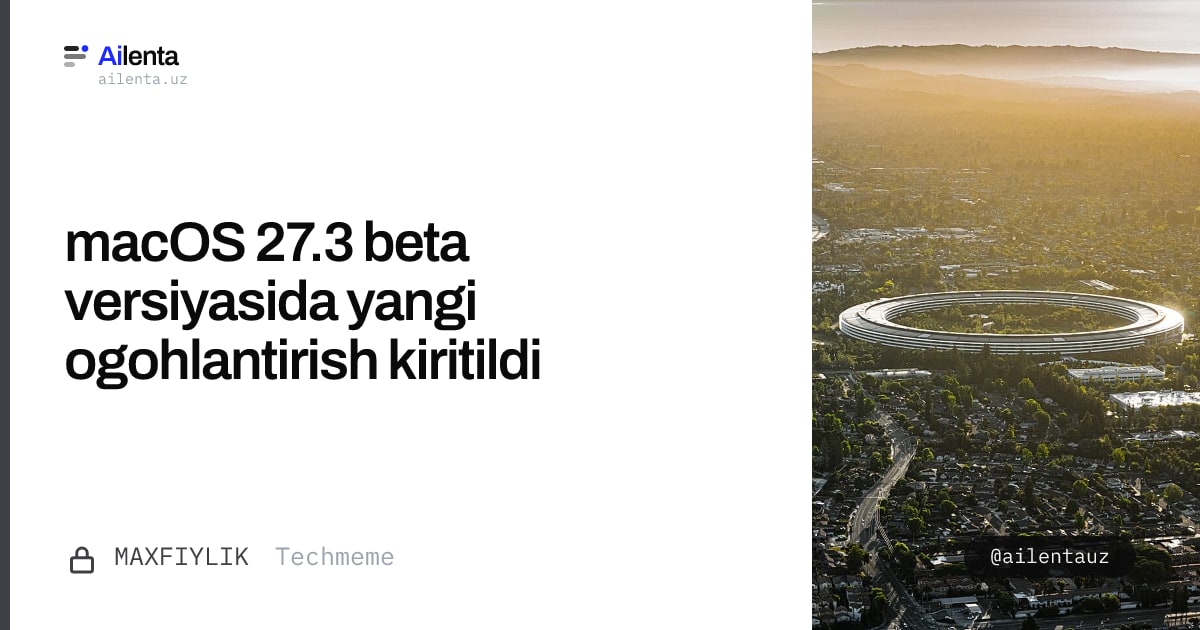 Ailenta
ailenta.uz
macOS 27.3 beta
versiyasida yangi
ogohlantirish kiritildi
MAXFIYLIK Techmeme
@ailentauz